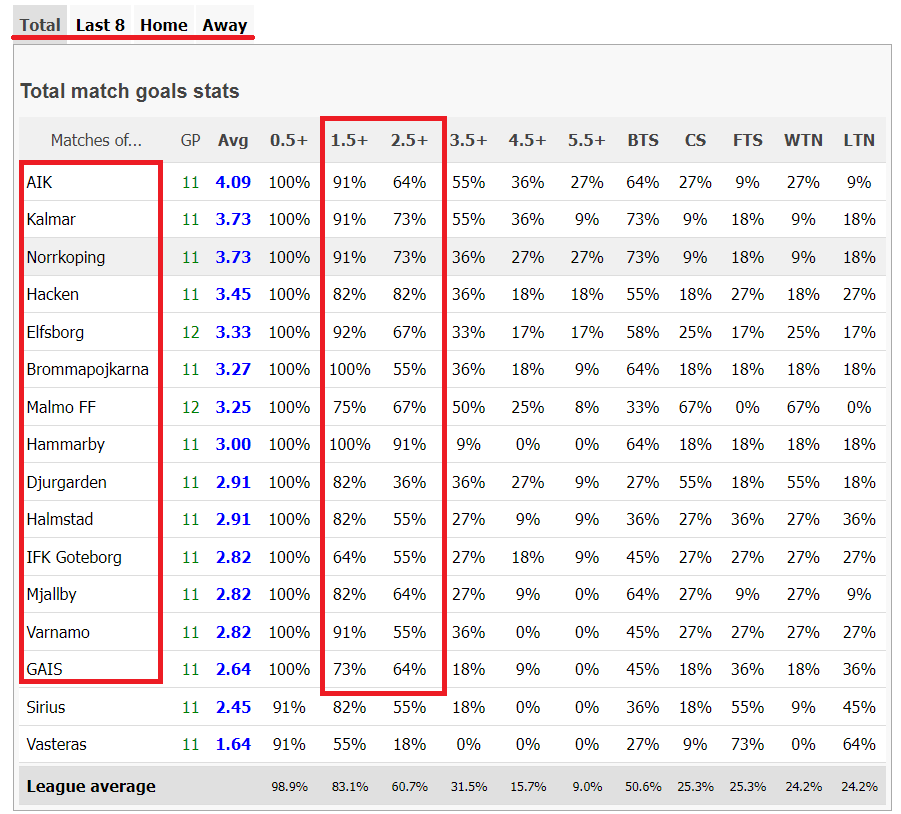 Total Last 8 Home Away
Total match goals stats
Matches of... GP Avg 0.5+ 1.5+ 2.5+ 3.5+ 4.5+ 5.5+ BTS CS FTS WTN LTN
AIK 11 4.09 100% 91% 64% 55% 36% 27% 64% 27% 9% 27% 9%
Kalmar 11 3.73 100% 91% 73% 55% 36% 9% 73% 9% 18% 9% 18%
Norrkoping 11 3.73 100% 91% 73% 36% 27% 27% 73% 9% 18% 9% 18%
Hacken 11 3.45 100% 82% 82% 36% 18% 18% 55% 18% 27% 18% 27%
Elfsborg 12 3.33 100% 92% 67% 33% 17% 17% 58% 25% 17% 25% 17%
Brommapojkarna 11 3.27 100% 100% 55% 36% 18% 9% 64% 18% 18% 18% 18%
Malmo FF 12 3.25 100% 75% 67% 50% 25% 8% 33% 67% 0% 67% 0%
Hammarby 11 3.00 100% 100% 91% 9% 0% 0% 64% 18% 18% 18% 18%
Djurgarden 11 2.91 100% 82% 36% 36% 27% 9% 27% 55% 18% 55% 18%
Halmstad 11 2.91 100% 82% 55% 27% 9% 9% 36% 27% 36% 27% 36%
IFK Goteborg 11 2.82 100% 64% 55% 27% 18% 9% 45% 27% 27% 27% 27%
Mjallby 11 2.82 100% 82% 64% 27% 9% 0% 64% 27% 9% 27% 9%
Varnamo 11 2.82 100% 91% 55% 36% 0% 0% 45% 27% 27% 27% 27%
GAIS 11 2.64 100% 73% 64% 18% 9% 0% 45% 18% 36% 18% 36%
Sirius 11 2.45 91% 82% 55% 18% 0% 0% 36% 18% 55% 9% 45%
Vasteras 11 1.64 91% 55% 18% 0% 0% 0% 27% 9% 73% 0% 64%
League average 98.9% 83.1% 60.7% 31.5% 15.7% 9.0% 50.6% 25.3% 25.3% 24.2% 24.2%